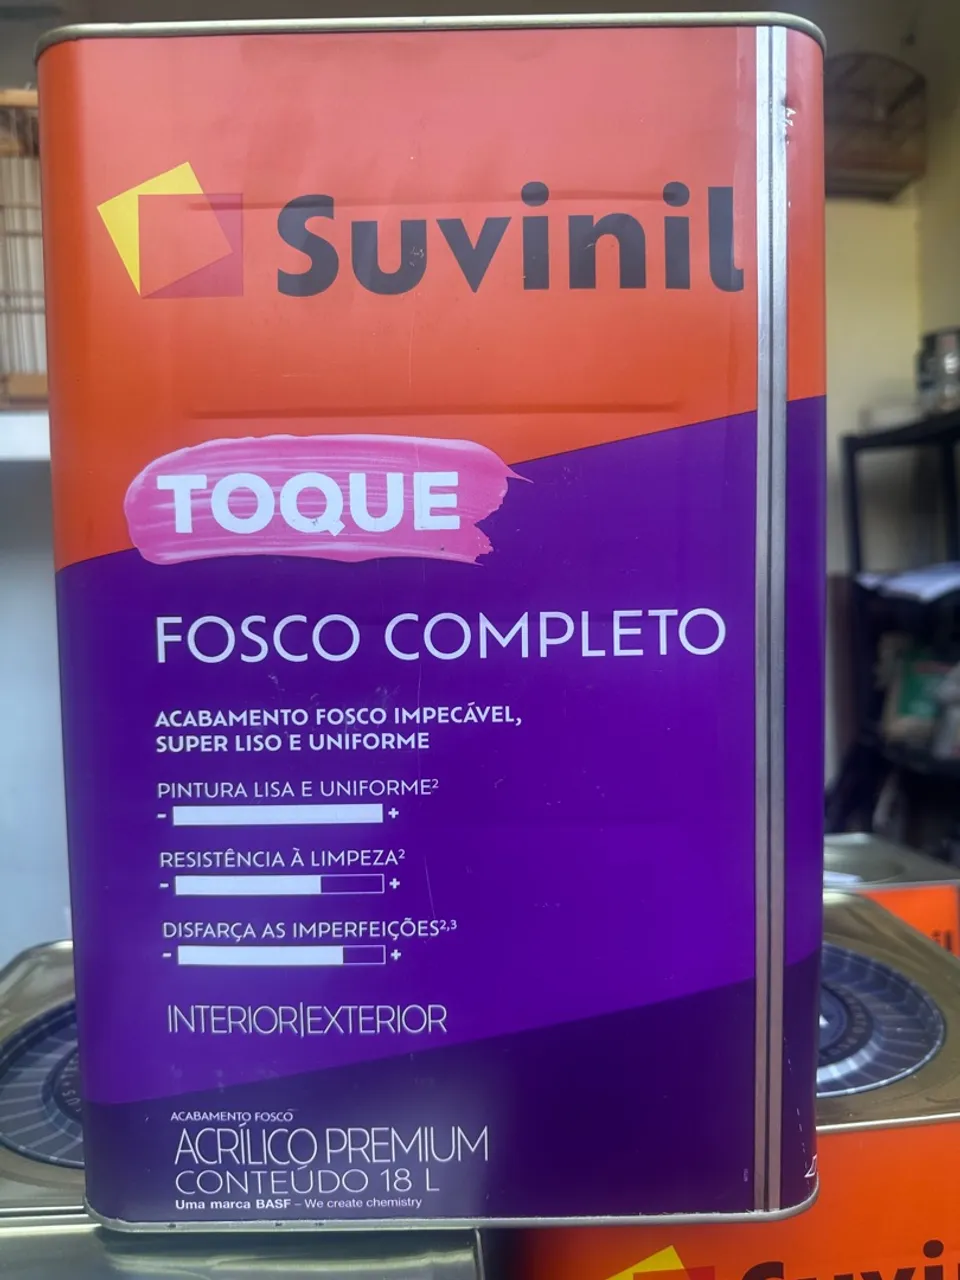 Suvinil
TOQUE
FOSCO COMPLETO
ACABAMENTO FOSCO IMPECÁVEL,
SUPER LISO E UNIFORME
PINTURA LISA E UNIFORME²
- +
RESISTÊNCIA À LIMPEZA²
- +
DISFARÇA AS IMPERFEIÇÕES²,³
- +
INTERIOR|EXTERIOR
ACABAMENTO FOSCO
ACRÍLICO PREMIUM
CONTEÚDO 18 L
Uma marca BASF – We create chemistry
Suvi